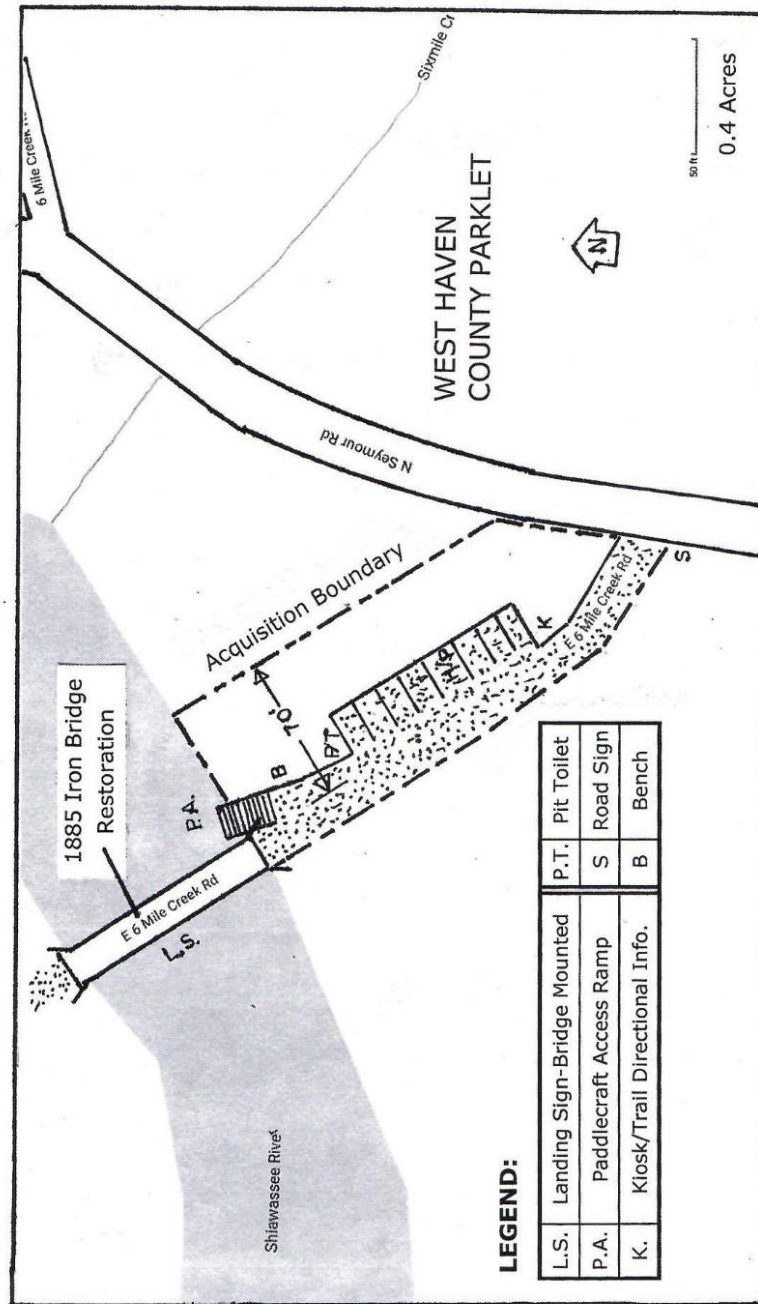 1885 Iron Bridge
Restoration
6 Mile Creek
Sixmile Cr
N Seymour Rd
Acquisition Boundary
70'
P.A.
B
P.T.
E 6 Mile Creek Rd
L.S.
Shiawassee River
K
E 6 Mile Creek Rd
S
WEST HAVEN
COUNTY PARKLET
N
50 ft
0.4 Acres
LEGEND:
L.S. Landing Sign-Bridge Mounted P.T. Pit Toilet
P.A. Paddlecraft Access Ramp S Road Sign
K. Kiosk/Trail Directional Info. B Bench